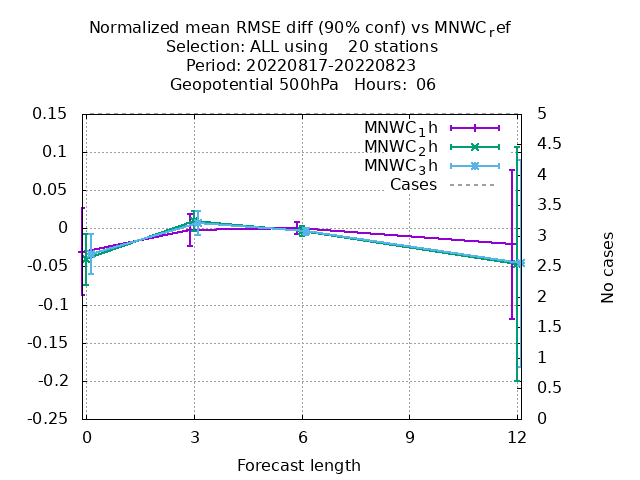 Normalized mean RMSE diff (90% conf) vs MNWC_ref
Selection: ALL using    20 stations
Period: 20220817-20220823
Geopotential 500hPa   Hours: 06
0.15
0.1
0.05
0
-0.05
-0.1
-0.15
-0.2
-0.25
MNWC_1h
MNWC_2h
MNWC_3h
Cases
5
4.5
4
3.5
3
2.5
2
1.5
1
0.5
0
No cases
0 3 6 9 12
Forecast length